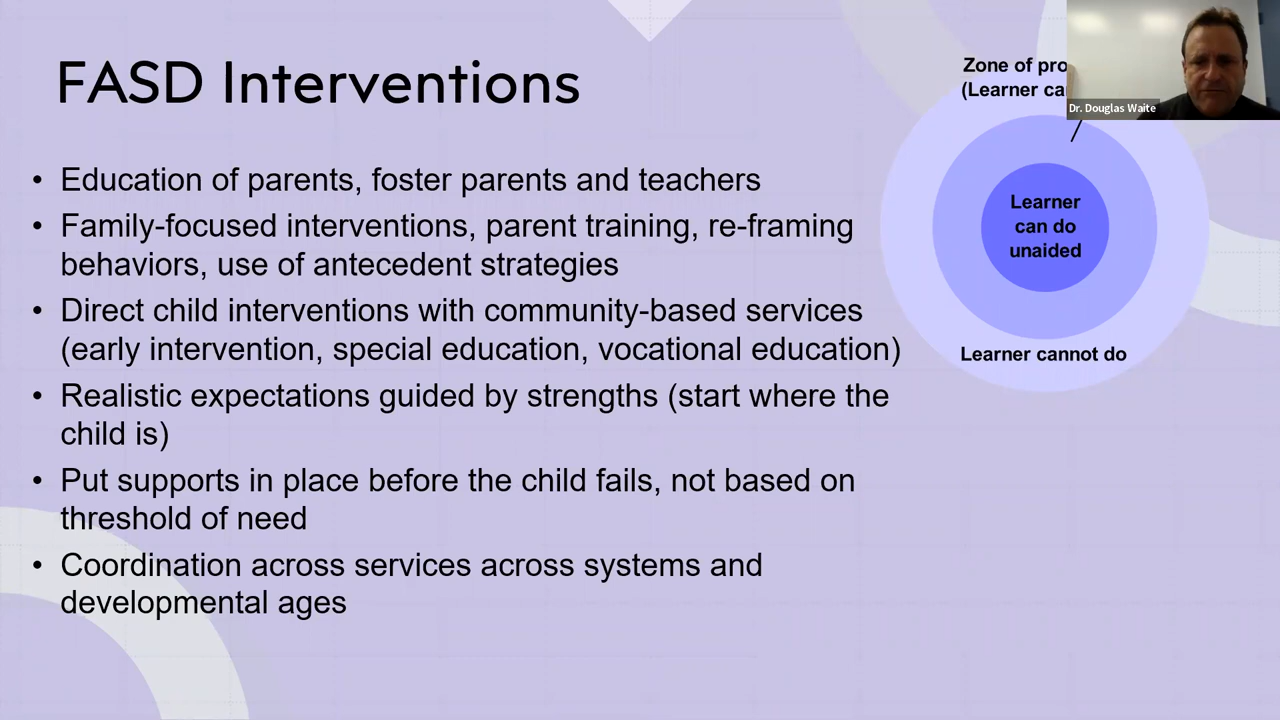 FASD Interventions
• Education of parents, foster parents and teachers
• Family-focused interventions, parent training, re-framing
behaviors, use of antecedent strategies
• Direct child interventions with community-based services
(early intervention, special education, vocational education)
• Realistic expectations guided by strengths (start where the
child is)
• Put supports in place before the child fails, not based on
threshold of need
• Coordination across services across systems and
developmental ages
Zone of pro
(Learner ca
Dr. Douglas Waite
Learner
can do
unaided
Learner cannot do